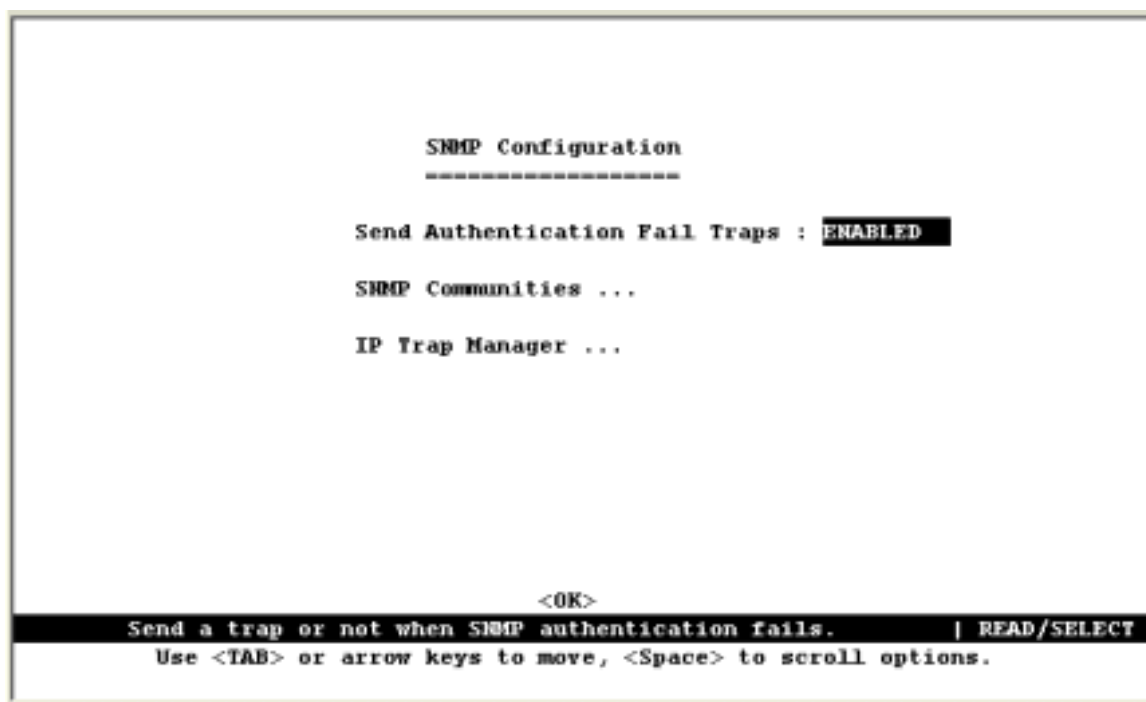 SNMP Configuration
===================
Send Authentication Fail Traps : ENABLED
SNMP Communities ...
IP Trap Manager ...
<OK>
Send a trap or not when SNMP authentication fails. | READ/SELECT
Use <TAB> or arrow keys to move, <Space> to scroll options.